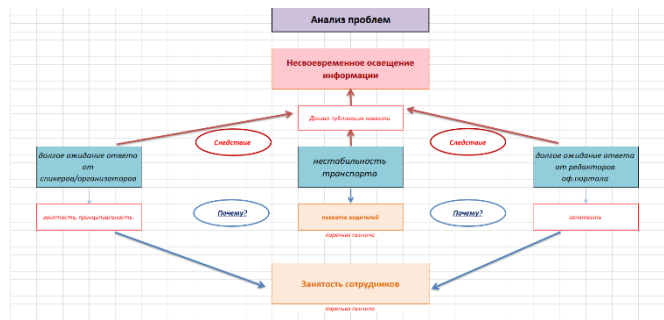 Анализ проблем
Несвоевременное освещение
информации
Долгая публикация новости
Следствие
Следствие
долгое ожидание ответа
от
спикеров/организаторов
нестабильность
транспорта
долгое ожидание ответа
от редакторов
оф.портала
занятость, принципиальность.
Почему?
нехватка водителей
Почему?
занятость
Коренная причина
Занятость сотрудников
Коренная причина